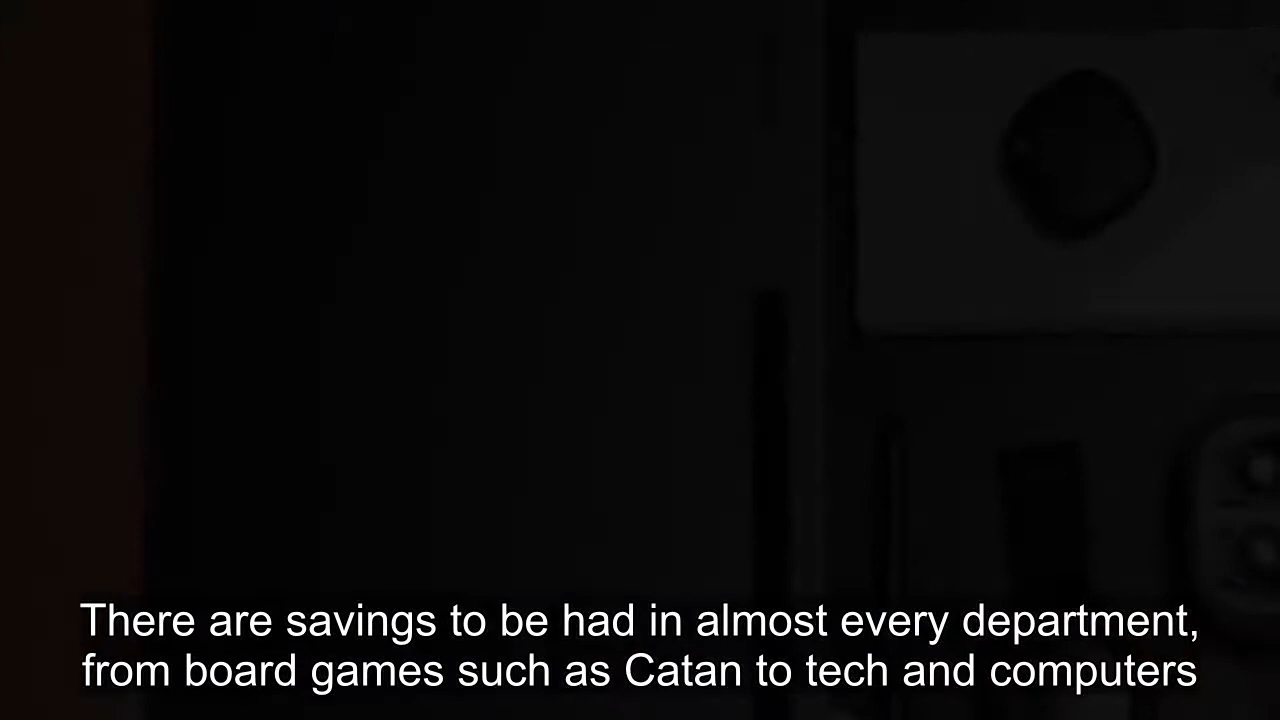 There are savings to be had in almost every department,
from board games such as Catan to tech and computers